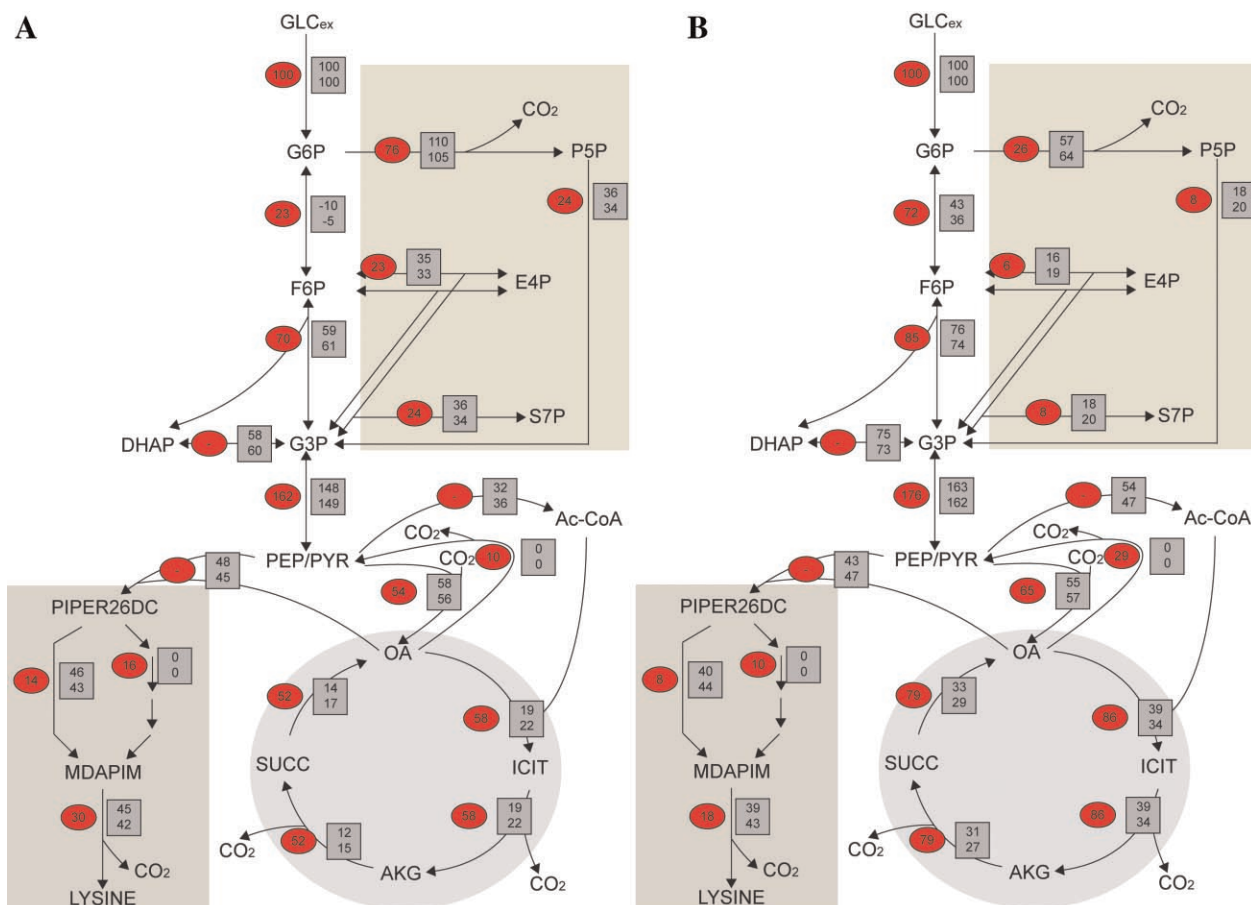 A
GLCex
100
100
100
CO2
G6P
76
110
105
P5P
24
36
34
23
-10
-5
23
35
33
F6P
E4P
70
59
61
24
36
34
S7P
DHAP
-
58
60
G3P
162
148
149
-
32
36
Ac-CoA
CO2
PEP/PYR
CO2
10
0
0
-
48
45
54
58
56
PIPER26DC
14
46
43
16
0
0
OA
52
14
17
58
19
22
MDAPIM
SUCC
ICIT
30
45
42
58
19
22
52
12
15
CO2
CO2
AKG
CO2
LYSINE
B
GLCex
100
100
100
CO2
G6P
26
57
64
P5P
8
18
20
72
43
36
6
16
19
F6P
E4P
85
76
74
8
18
20
S7P
DHAP
-
75
73
G3P
176
163
162
-
54
47
Ac-CoA
CO2
PEP/PYR
CO2
29
0
0
-
43
47
65
55
57
PIPER26DC
8
40
44
10
0
0
OA
79
33
29
86
39
34
MDAPIM
SUCC
ICIT
18
39
43
86
39
34
79
31
27
CO2
CO2
AKG
CO2
LYSINE